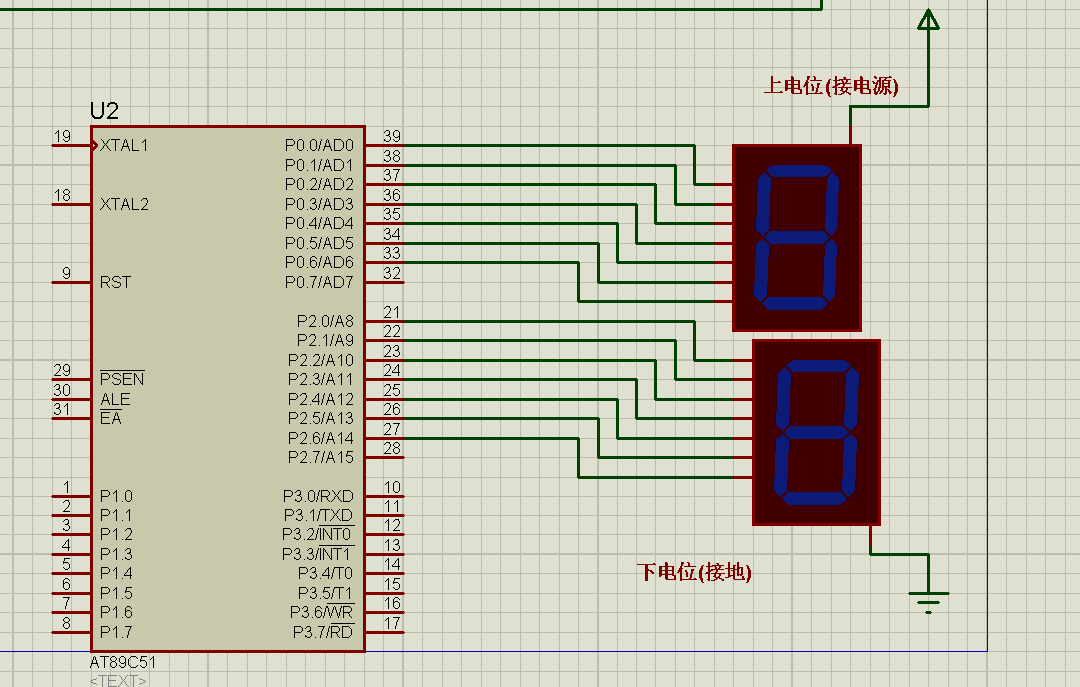 上电位(接电源)
U2
19 XTAL1 P0.0/AD0 39
P0.1/AD1 38
P0.2/AD2 37
18 XTAL2 P0.3/AD3 36
P0.4/AD4 35
P0.5/AD5 34
P0.6/AD6 33
9 RST P0.7/AD7 32
P2.0/A8 21
P2.1/A9 22
P2.2/A10 23
29 PSEN P2.3/A11 24
30 ALE P2.4/A12 25
31 EA P2.5/A13 26
P2.6/A14 27
P2.7/A15 28
1 P1.0 P3.0/RXD 10
2 P1.1 P3.1/TXD 11
3 P1.2 P3.2/INT0 12
4 P1.3 P3.3/INT1 13
5 P1.4 P3.4/T0 14
6 P1.5 P3.5/T1 15
7 P1.6 P3.6/WR 16
8 P1.7 P3.7/RD 17
下电位(接地)
AT89C51
<TEXT>